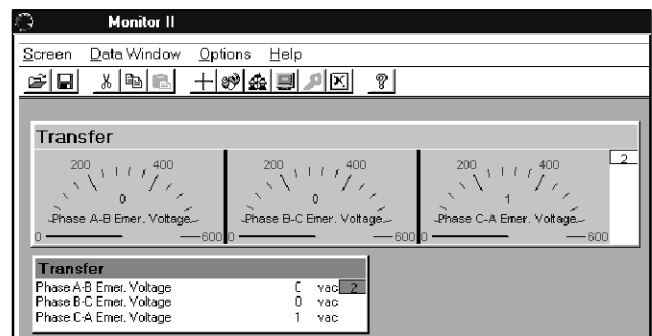 Monitor II
Screen Data Window Options Help
Transfer
200 400 200 400 200 400 2
0 0 1
Phase A-B Emer. Voltage Phase B-C Emer. Voltage Phase C-A Emer. Voltage
0 600 0 600 0 600
Transfer
Phase A-B Emer. Voltage vac 2
Phase B-C Emer. Voltage 0 vac
Phase C-A Emer. Voltage 1 vac